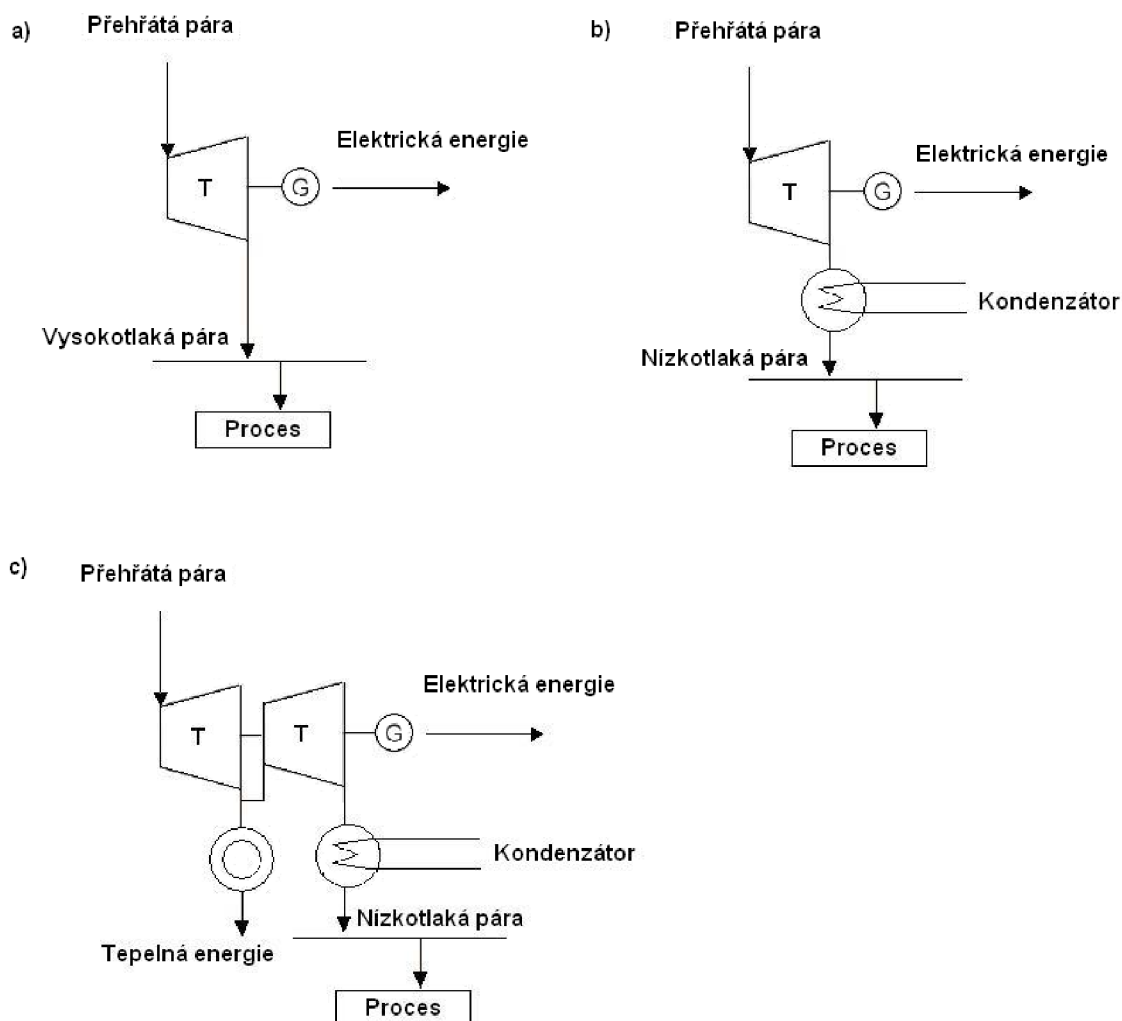 a)
Přehřátá pára
T
G
Elektrická energie
Vysokotlaká pára
Proces
b)
Přehřátá pára
T
G
Elektrická energie
Kondenzátor
Nízkotlaká pára
Proces
c)
Přehřátá pára
T
T
G
Elektrická energie
Kondenzátor
Tepelná energie
Nízkotlaká pára
Proces